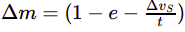 Δm = (1 − e − Δv_S / t)